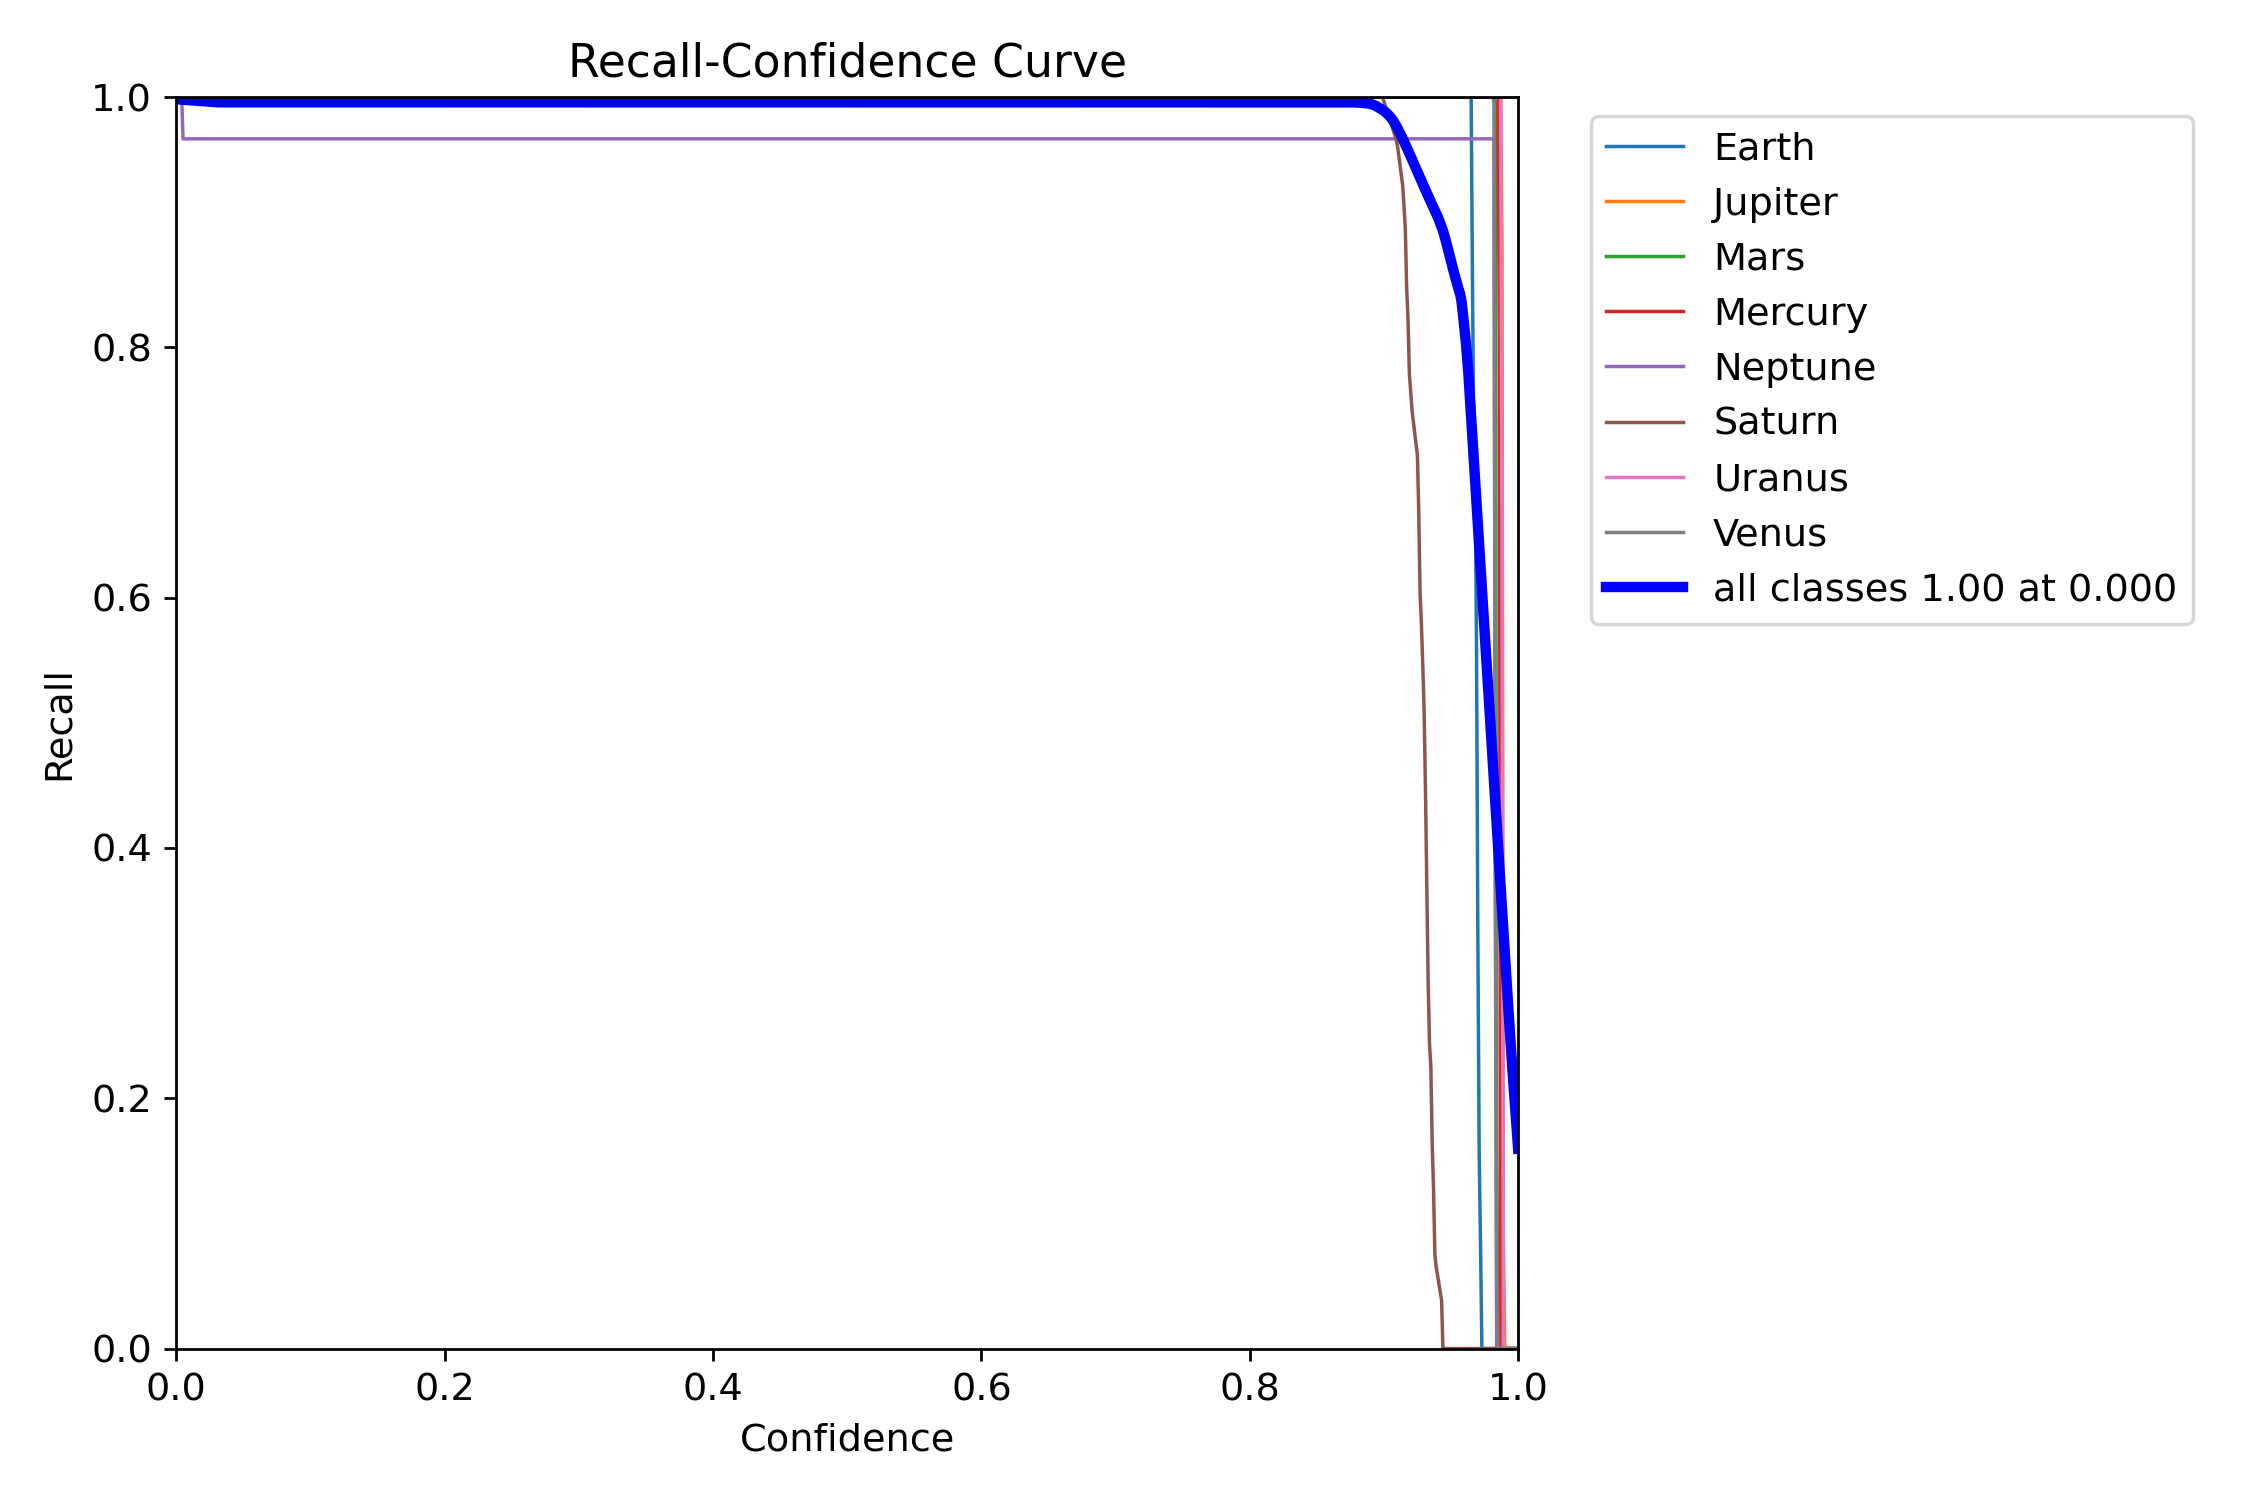 Recall-Confidence Curve
1.0
0.8
0.6
0.4
0.2
0.0
Recall
0.0 0.2 0.4 0.6 0.8 1.0
Confidence
Earth
Jupiter
Mars
Mercury
Neptune
Saturn
Uranus
Venus
all classes 1.00 at 0.000